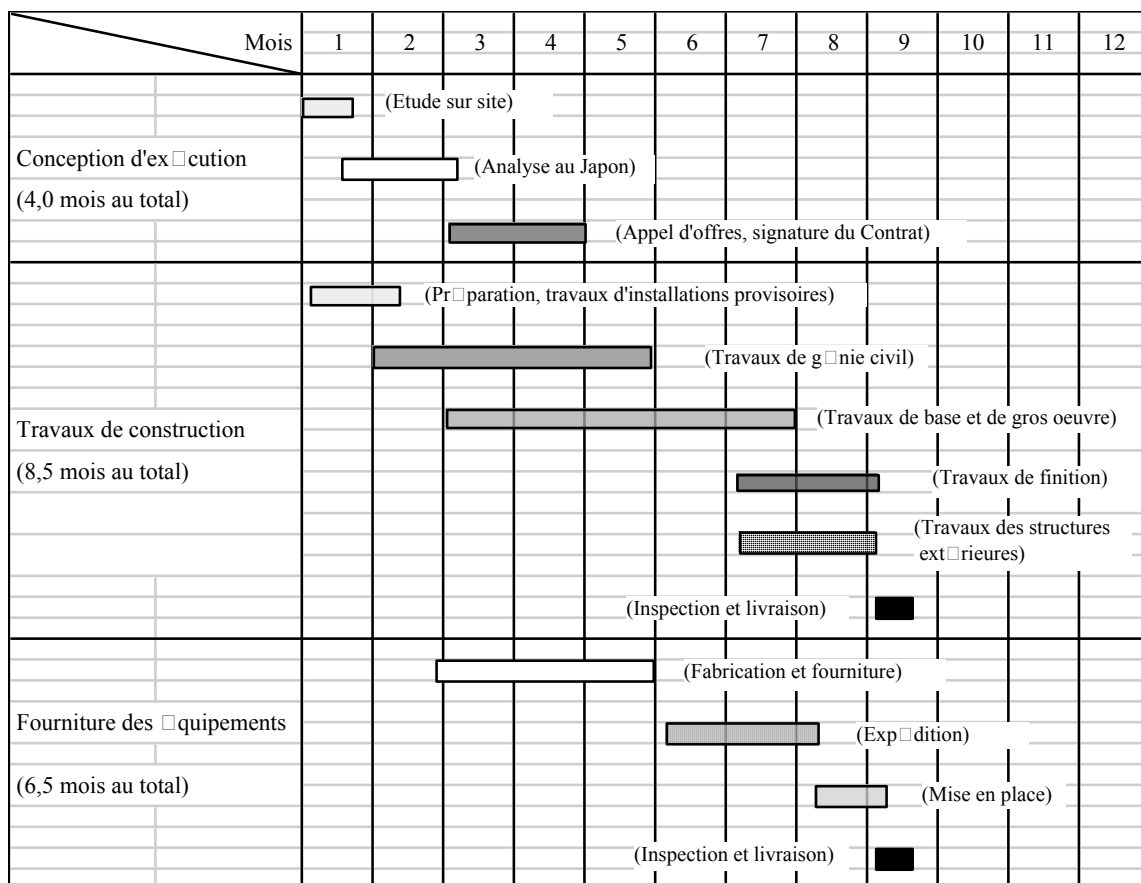 Mois 1 2 3 4 5 6 7 8 9 10 11 12
(Etude sur site)
Conception d'ex□cution
(4,0 mois au total)
(Analyse au Japon)
(Appel d'offres, signature du Contrat)
(Pr□paration, travaux d'installations provisoires)
(Travaux de g□nie civil)
(Travaux de base et de gros oeuvre)
Travaux de construction
(8,5 mois au total)
(Travaux de finition)
(Travaux des structures
ext□rieures)
(Inspection et livraison)
(Fabrication et fourniture)
Fourniture des □quipements
(6,5 mois au total)
(Exp□dition)
(Mise en place)
(Inspection et livraison)